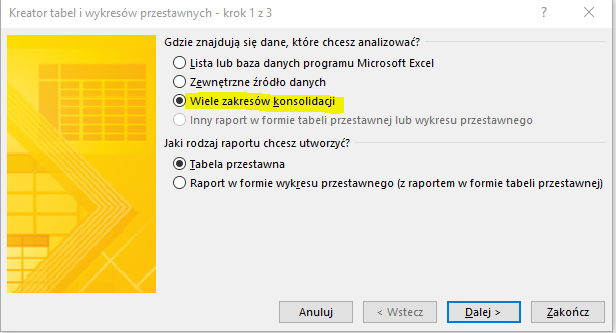 Kreator tabel i wykresów przestawnych - krok 1 z 3
?
Gdzie znajdują się dane, które chcesz analizować?
Lista lub baza danych programu Microsoft Excel
Zewnętrzne źródło danych
Wiele zakresów konsolidacji
Inny raport w formie tabeli przestawnej lub wykresu przestawnego
Jaki rodzaj raportu chcesz utworzyć?
Tabela przestawna
Raport w formie wykresu przestawnego (z raportem w formie tabeli przestawnej)
Anuluj < Wstecz Dalej > Zakończ